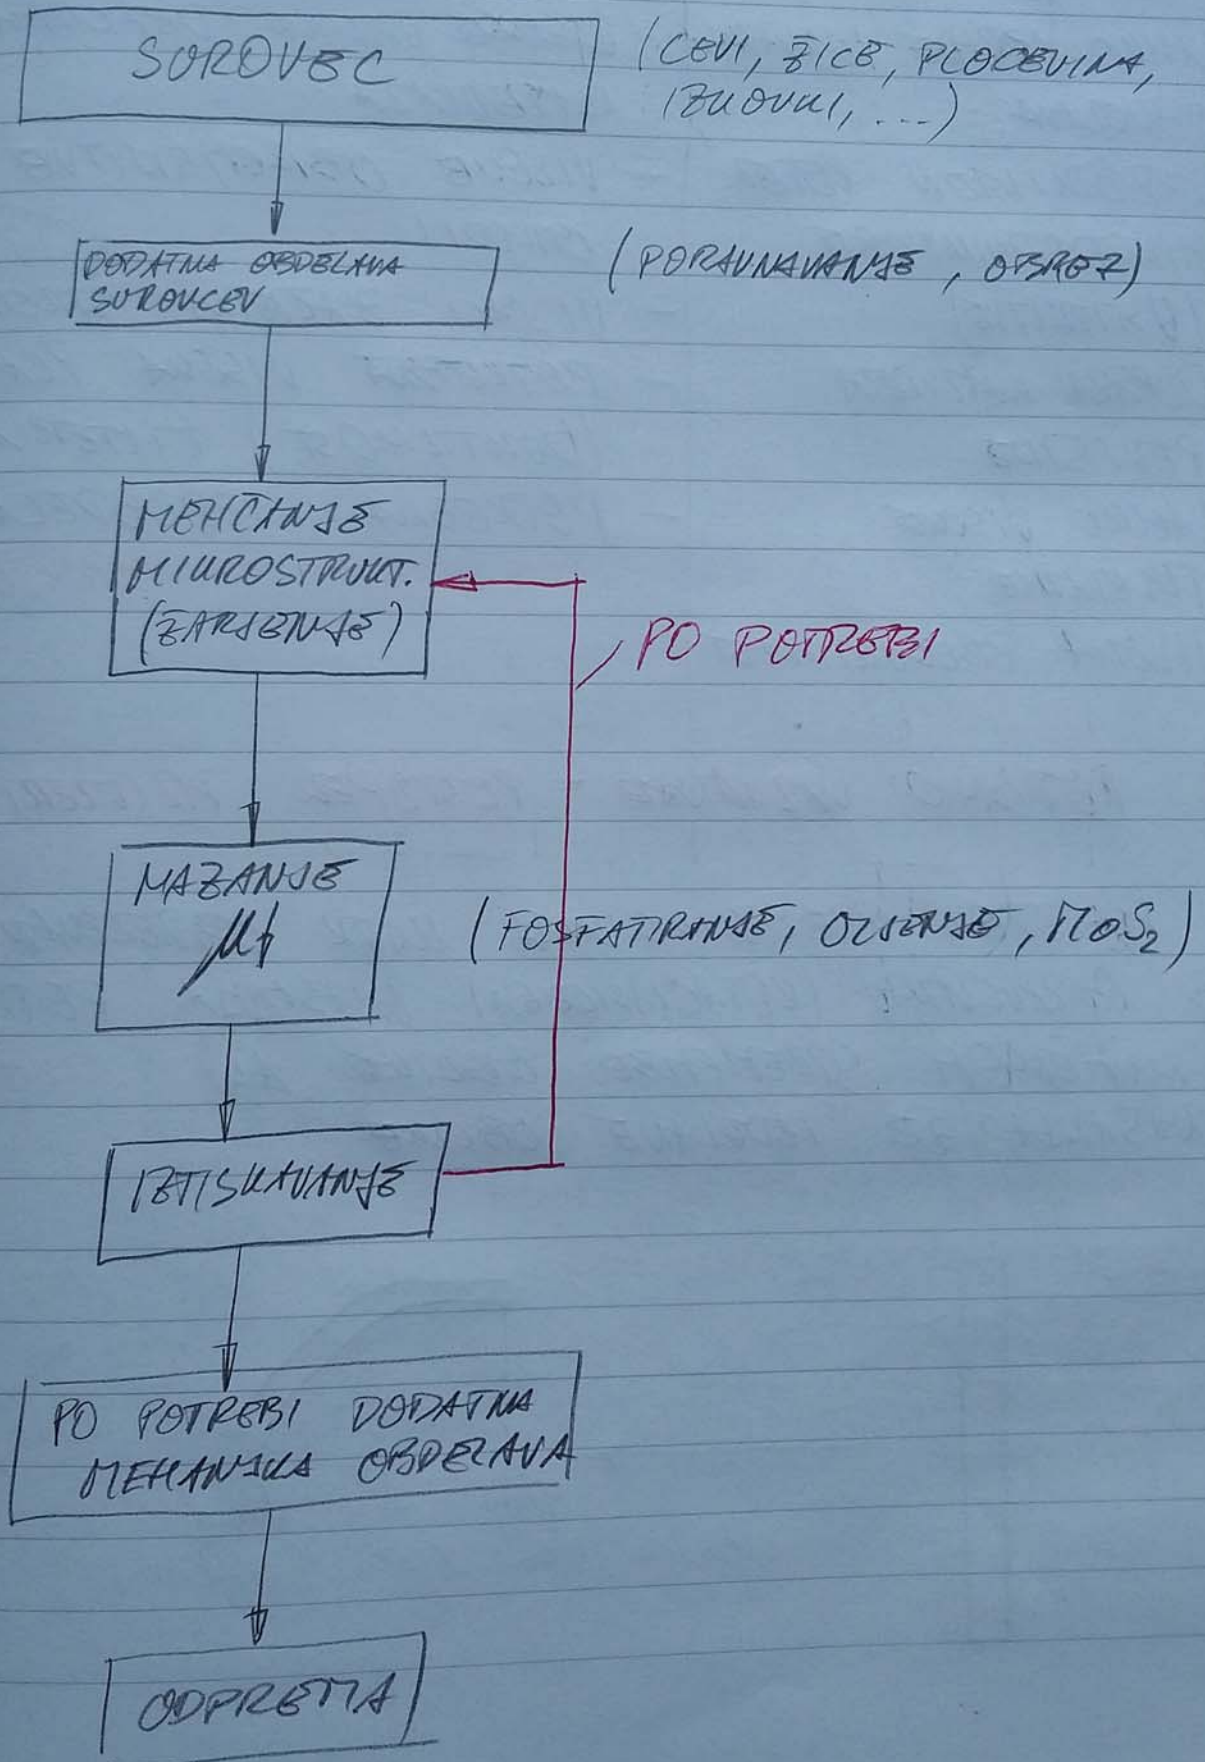 SUROVEC
(CEVI, ŽICE, PLOČEVINA,
IZKOVKI, ...)
DODATNA OBDELAVA
SUROVCEV
(PORAVNAVANJE, OBREZ)
MEHČANJE
MIKROSTRUKT.
(ŽARJENJE)
PO POTREBI
MAZANJE
μ↓
(FOSFATIRANJE, OLJENJE, MoS₂)
IZTISKAVANJE
PO POTREBI DODATNA
MEHANSKA OBDELAVA
ODPREMA